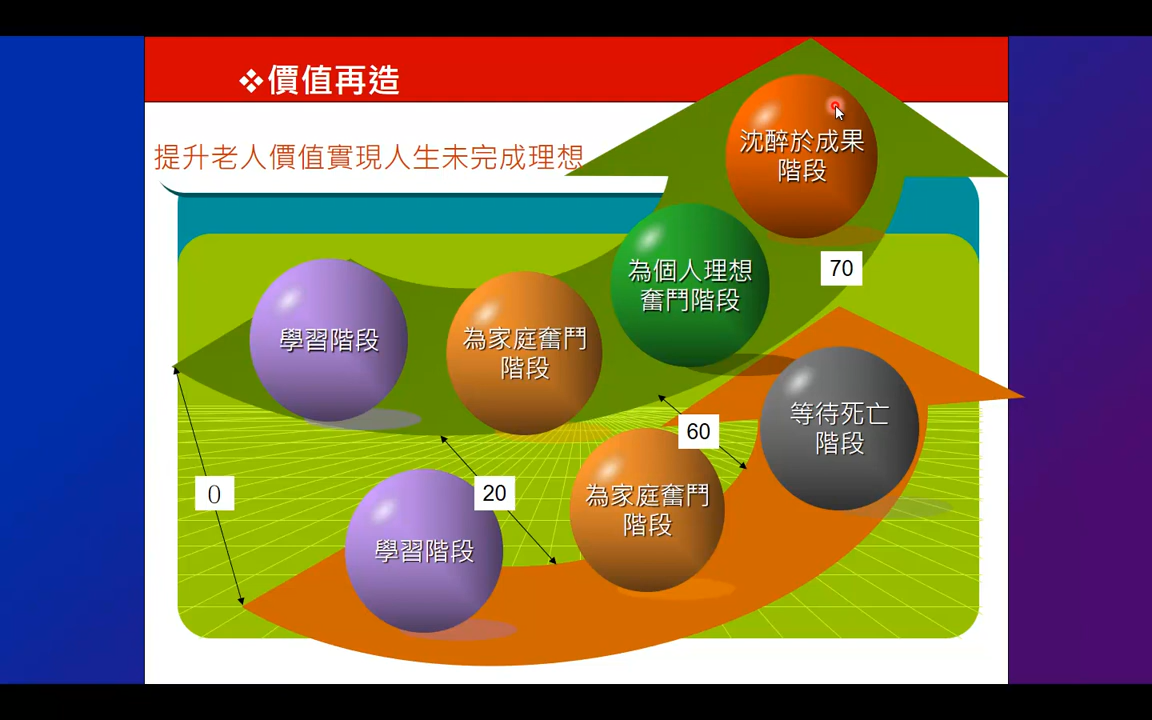 ❖價值再造
提升老人價值實現人生未完成理想
沈醉於成果
階段
為個人理想
奮鬥階段
70
學習階段
為家庭奮鬥
階段
等待死亡
階段
60
0
20
為家庭奮鬥
階段
學習階段